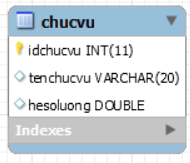 chucvu
idchucvu INT(11)
tenchucvu VARCHAR(20)
hesoluong DOUBLE
Indexes